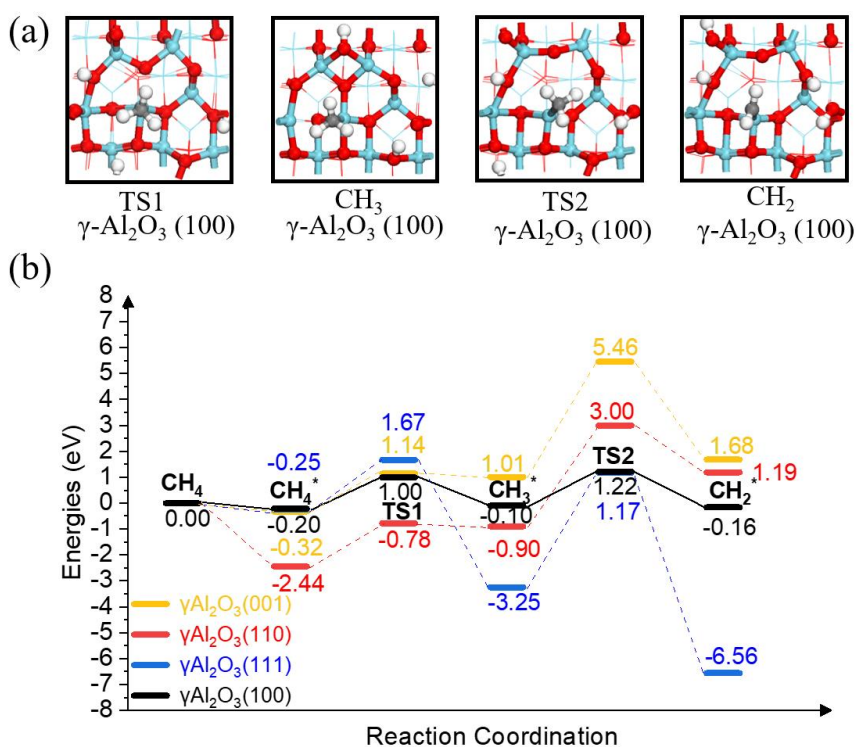 (a)
TS1
γ-Al₂O₃ (100)
CH₃
γ-Al₂O₃ (100)
TS2
γ-Al₂O₃ (100)
CH₂
γ-Al₂O₃ (100)
(b)
Energies (eV)
8
7
6
5
4
3
2
1
0
-1
-2
-3
-4
-5
-6
-7
-8
CH₄
0.00
-0.25
CH₄*
-0.20
-0.32
-2.44
1.67
1.14
1.00
TS1
-0.78
1.01
CH₃*
-0.10
-0.90
-3.25
5.46
3.00
TS2
1.22
1.17
1.68
1.19
CH₂*
-0.16
-6.56
γAl₂O₃(001)
γAl₂O₃(110)
γAl₂O₃(111)
γAl₂O₃(100)
Reaction Coordination